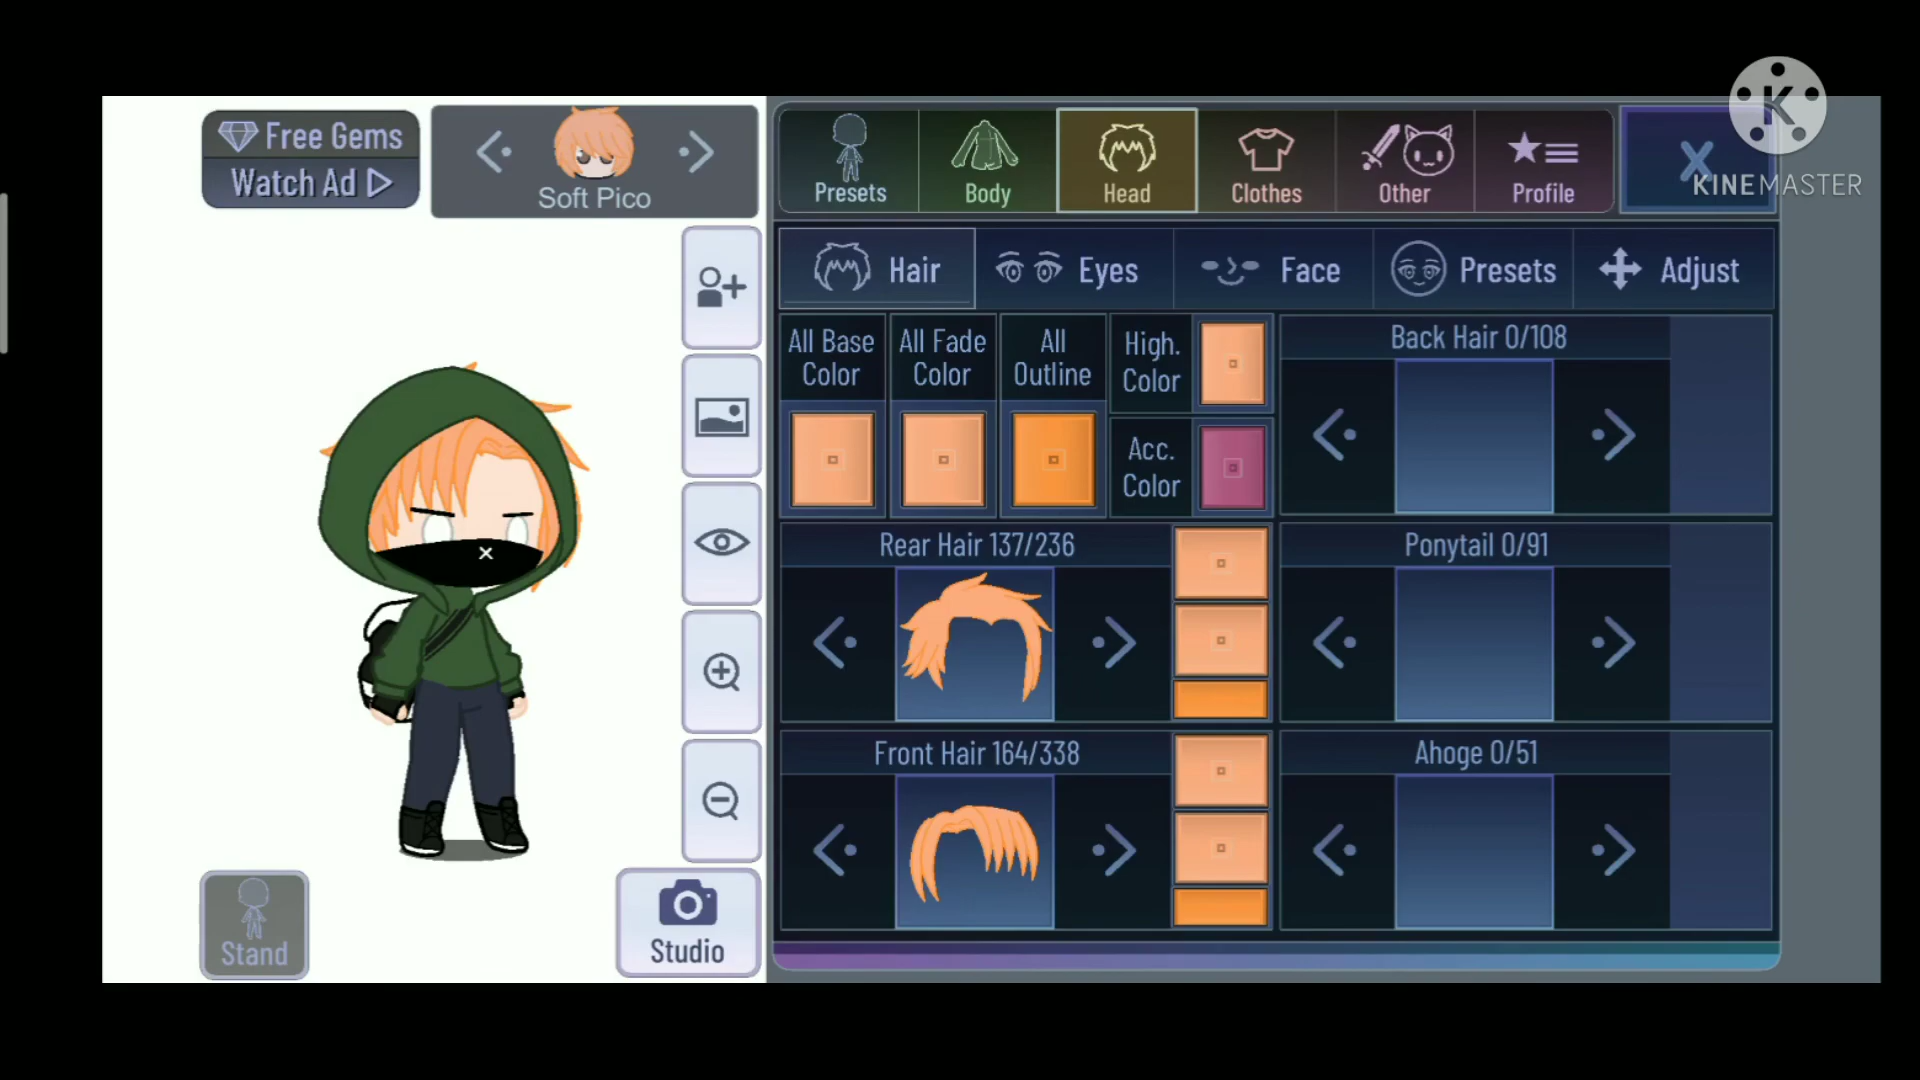 Free Gems
Watch Ad
Soft Pico
Presets
Body
Head
Clothes
Other
Profile
X
K
KINEMASTER
Hair
Eyes
Face
Presets
Adjust
All Base
Color
All Fade
Color
All
Outline
High.
Color
Acc.
Color
Back Hair 0/108
Rear Hair 137/236
Ponytail 0/91
Front Hair 164/338
Ahoge 0/51
Stand
Studio